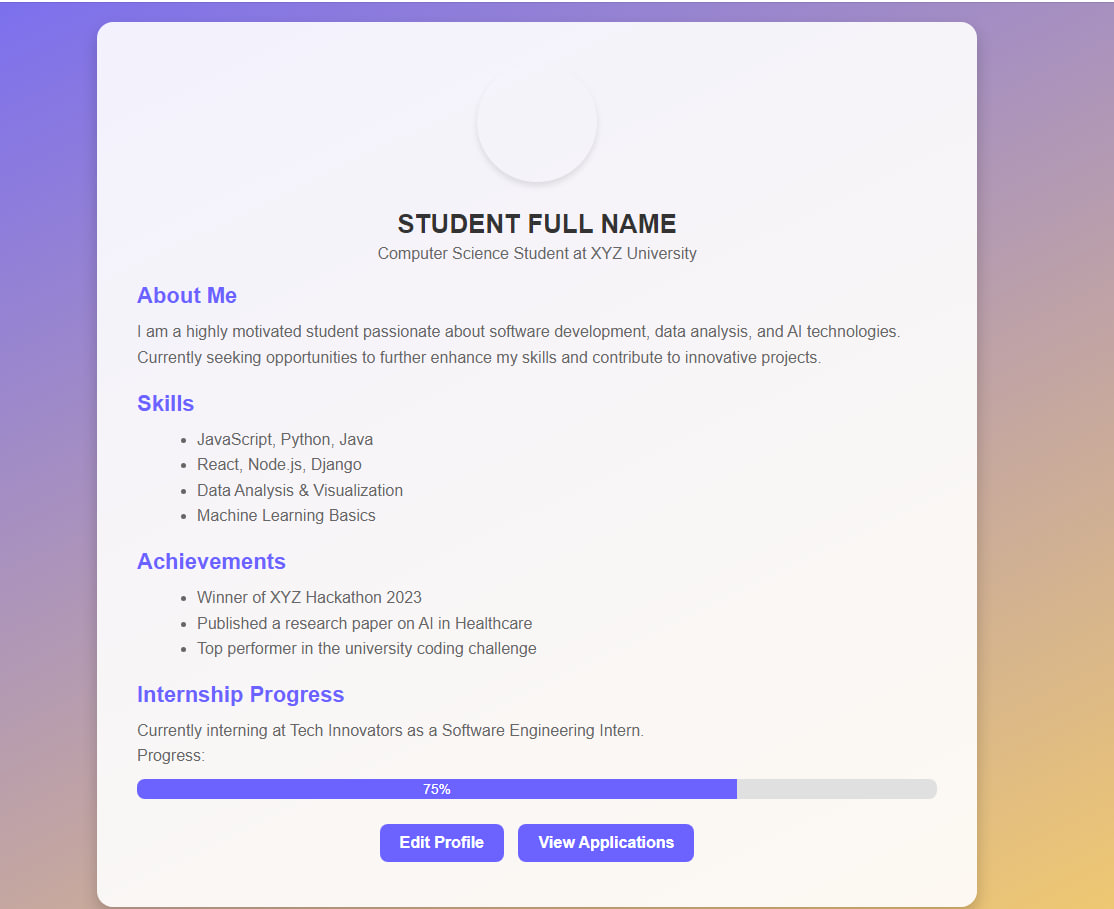 STUDENT FULL NAME
Computer Science Student at XYZ University
About Me
I am a highly motivated student passionate about software development, data analysis, and AI technologies.
Currently seeking opportunities to further enhance my skills and contribute to innovative projects.
Skills
• JavaScript, Python, Java
• React, Node.js, Django
• Data Analysis & Visualization
• Machine Learning Basics
Achievements
• Winner of XYZ Hackathon 2023
• Published a research paper on AI in Healthcare
• Top performer in the university coding challenge
Internship Progress
Currently interning at Tech Innovators as a Software Engineering Intern.
Progress:
75%
Edit Profile View Applications